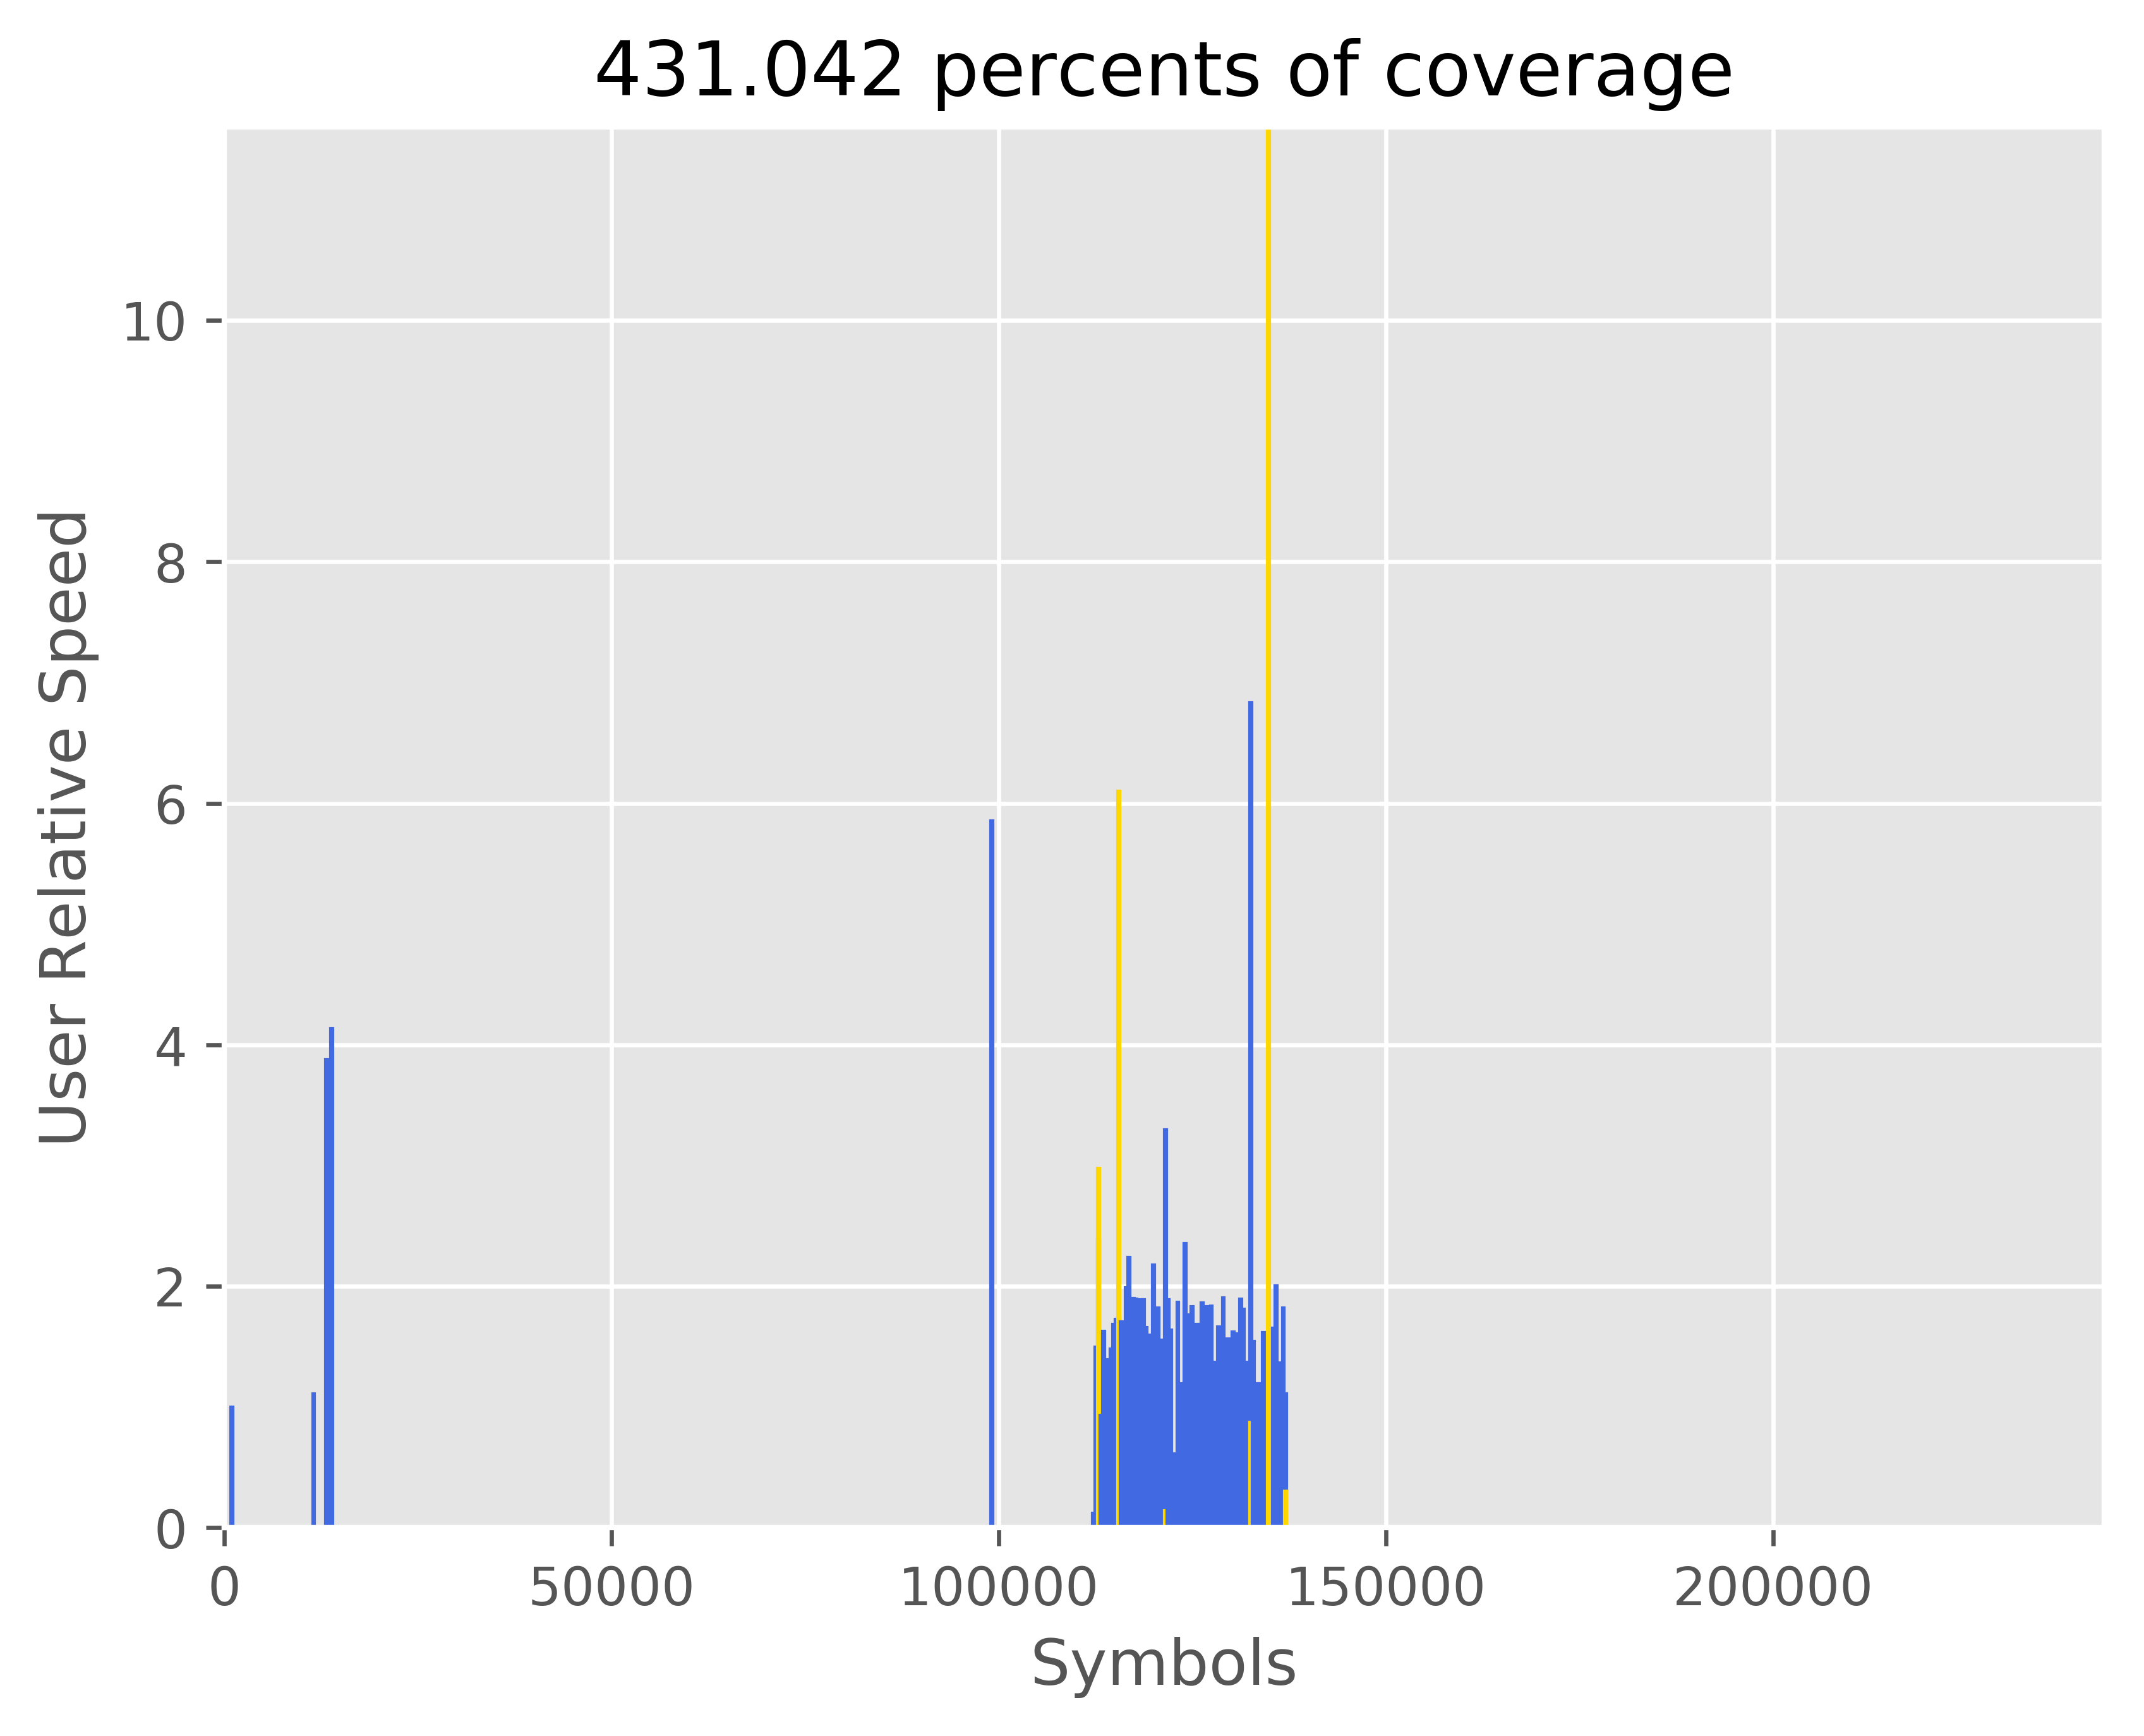 431.042 percents of coverage
User Relative Speed
10
8
6
4
2
0
0 50000 100000 150000 200000
Symbols